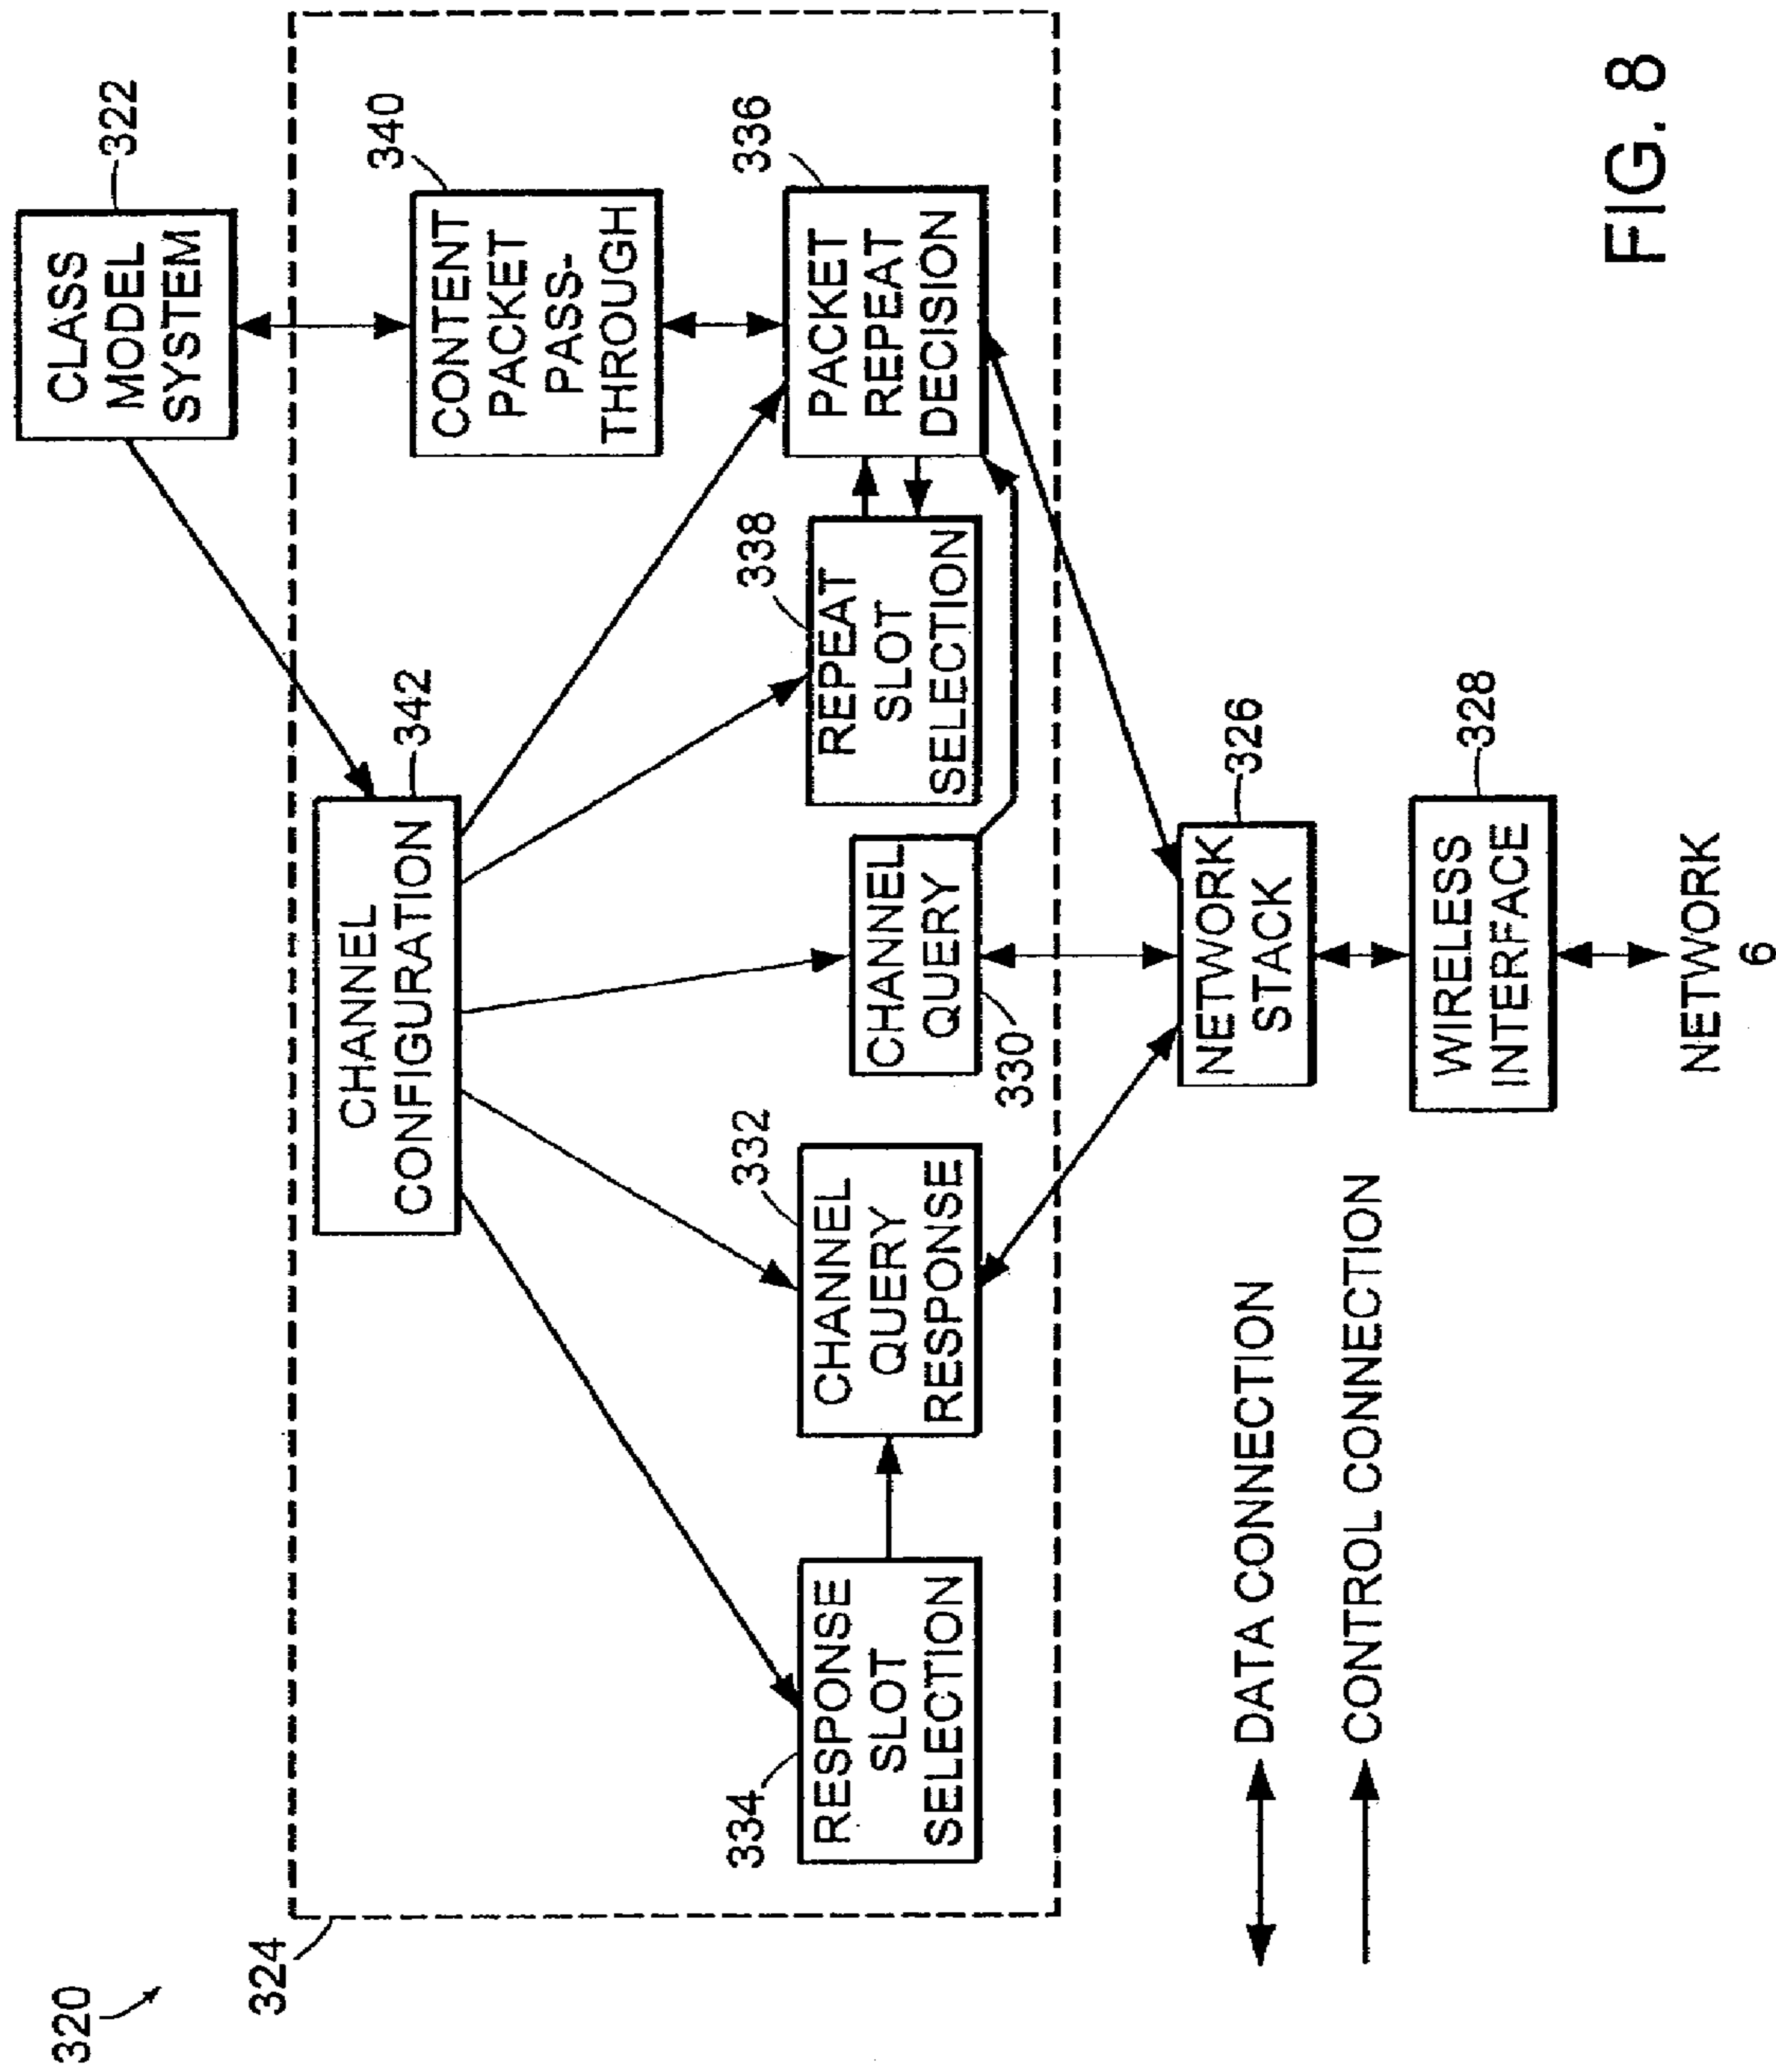 320
324
CLASS
MODEL
SYSTEM
322
CHANNEL
CONFIGURATION
342
CONTENT
PACKET
PASS-
THROUGH
340
RESPONSE
SLOT
SELECTION
334
CHANNEL
QUERY
RESPONSE
332
CHANNEL
QUERY
330
REPEAT
SLOT
SELECTION
338
PACKET
REPEAT
DECISION
336
NETWORK
STACK
326
WIRELESS
INTERFACE
328
NETWORK
6
DATA CONNECTION
CONTROL CONNECTION
FIG. 8